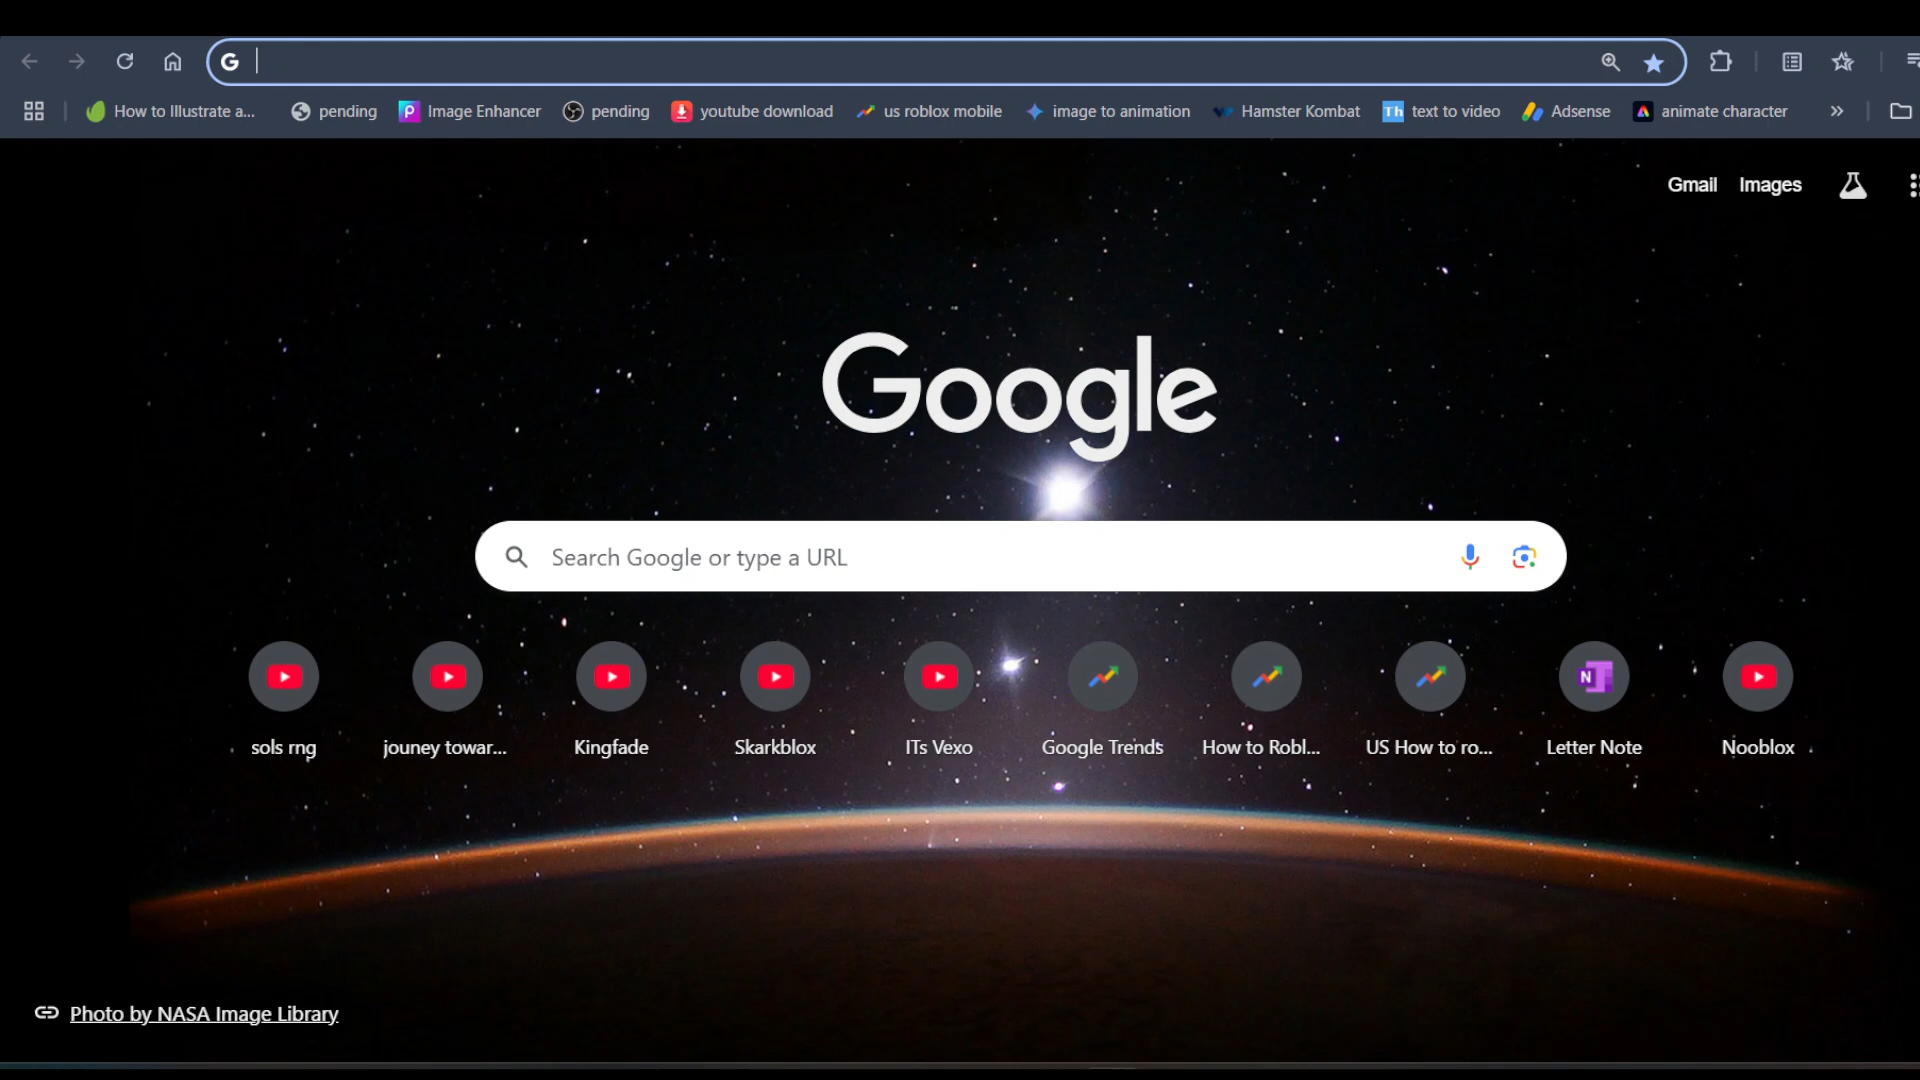 How to Illustrate a... pending Image Enhancer pending youtube download us roblox mobile image to animation Hamster Kombat Th text to video Adsense animate character »
Gmail Images
Google
Search Google or type a URL
sols rng jouney towar... Kingfade Skarkblox ITs Vexo Google Trends How to Robl... US How to ro... Letter Note Nooblox
Photo by NASA Image Library